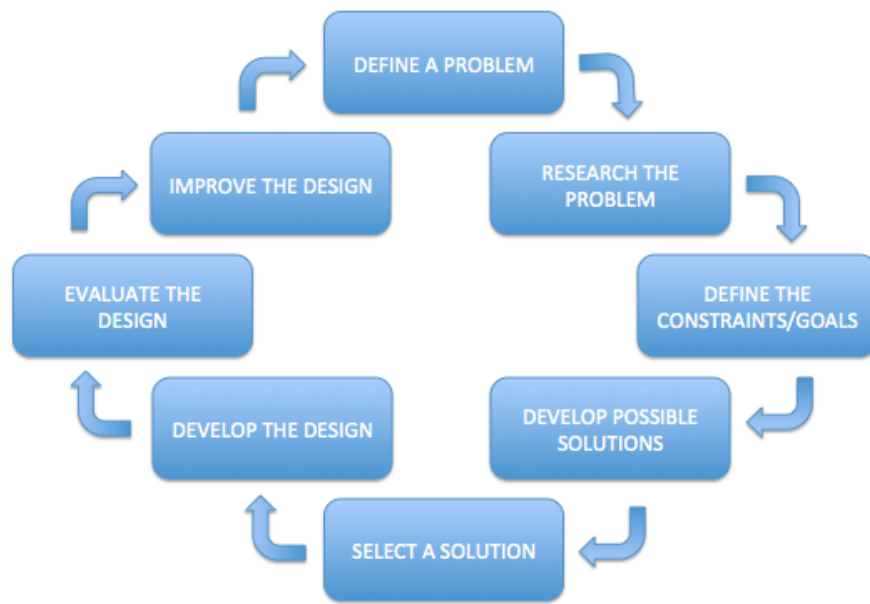 DEFINE A PROBLEM
RESEARCH THE
PROBLEM
DEFINE THE
CONSTRAINTS/GOALS
DEVELOP POSSIBLE
SOLUTIONS
SELECT A SOLUTION
DEVELOP THE DESIGN
EVALUATE THE
DESIGN
IMPROVE THE DESIGN